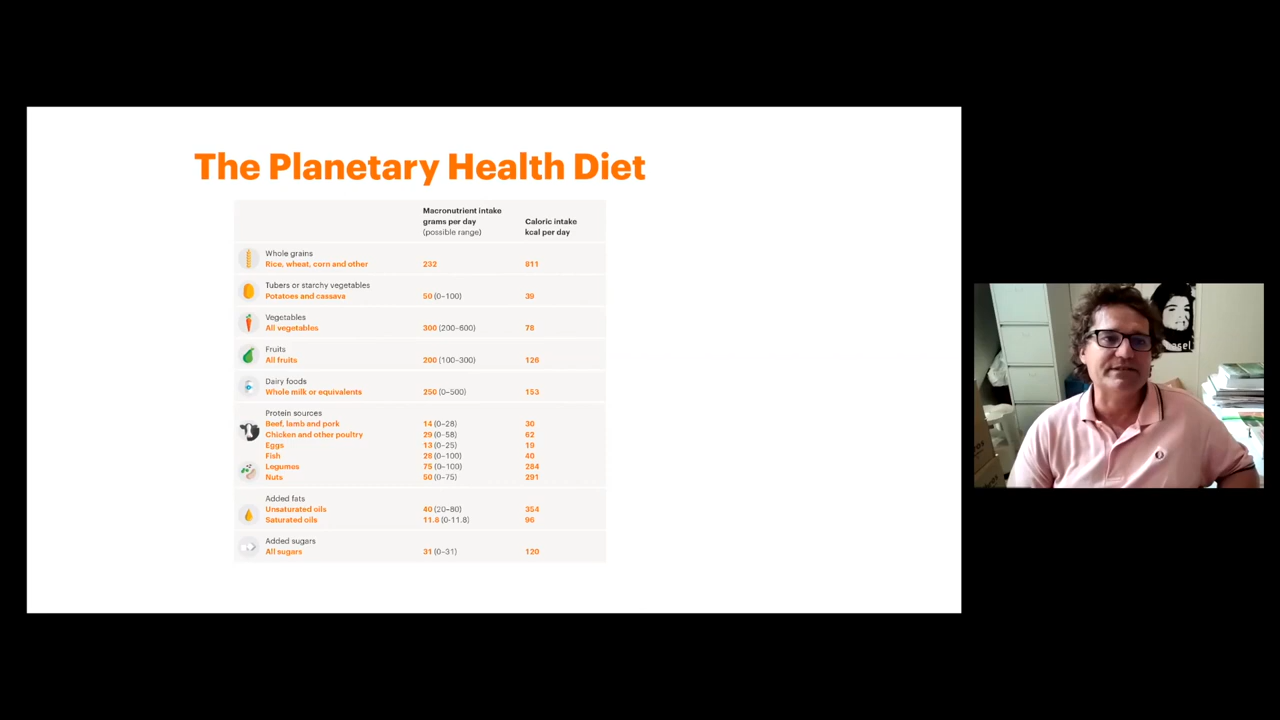 The Planetary Health Diet
Macronutrient intake
grams per day
(possible range)
Caloric intake
kcal per day
Whole grains
Rice, wheat, corn and other 232 811
Tubers or starchy vegetables
Potatoes and cassava 50 (0–100) 39
Vegetables
All vegetables 300 (200–600) 78
Fruits
All fruits 200 (100–300) 126
Dairy foods
Whole milk or equivalents 250 (0–500) 153
Protein sources
Beef, lamb and pork 14 (0–28) 30
Chicken and other poultry 29 (0–58) 62
Eggs 13 (0–25) 19
Fish 28 (0–100) 40
Legumes 75 (0–100) 284
Nuts 50 (0–75) 291
Added fats
Unsaturated oils 40 (20–80) 354
Saturated oils 11.8 (0-11.8) 96
Added sugars
All sugars 31 (0–31) 120
asel